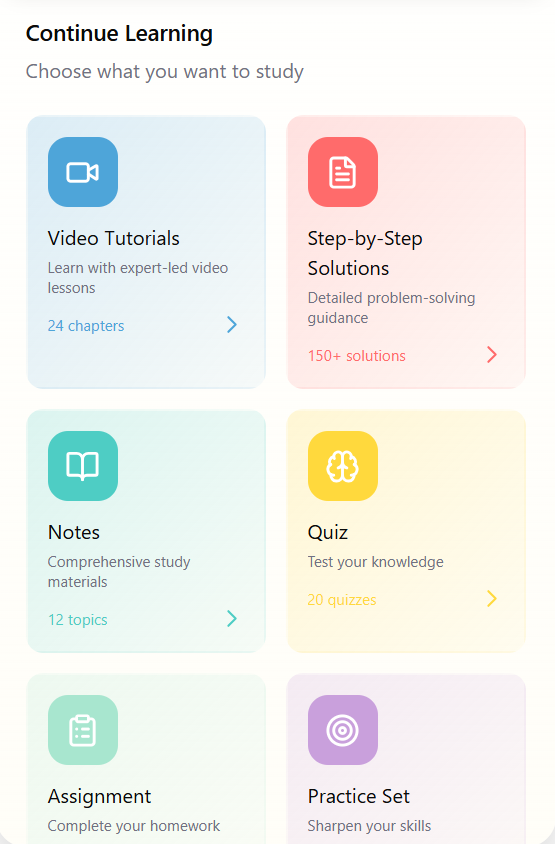 Continue Learning
Choose what you want to study
Video Tutorials
Learn with expert-led video
lessons
24 chapters
Step-by-Step
Solutions
Detailed problem-solving
guidance
150+ solutions
Notes
Comprehensive study
materials
12 topics
Quiz
Test your knowledge
20 quizzes
Assignment
Complete your homework
Practice Set
Sharpen your skills